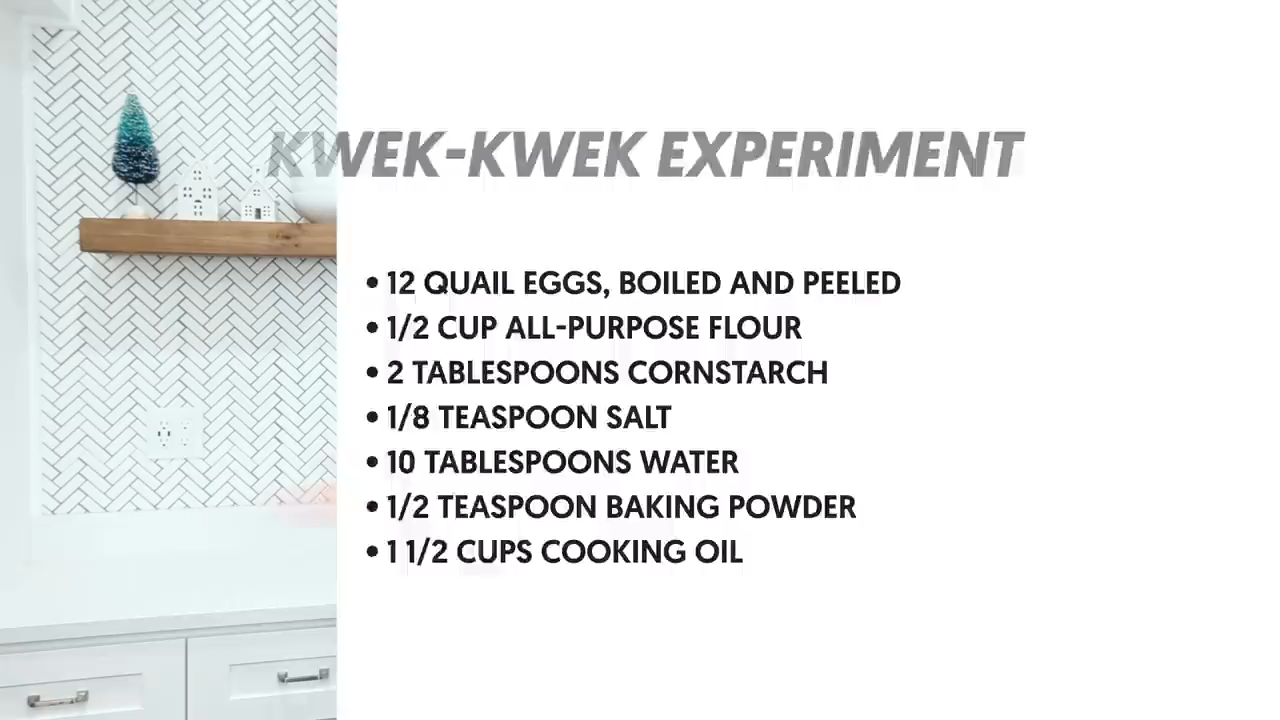 KWEK-KWEK EXPERIMENT
• 12 QUAIL EGGS, BOILED AND PEELED
• 1/2 CUP ALL-PURPOSE FLOUR
• 2 TABLESPOONS CORNSTARCH
• 1/8 TEASPOON SALT
• 10 TABLESPOONS WATER
• 1/2 TEASPOON BAKING POWDER
• 1 1/2 CUPS COOKING OIL